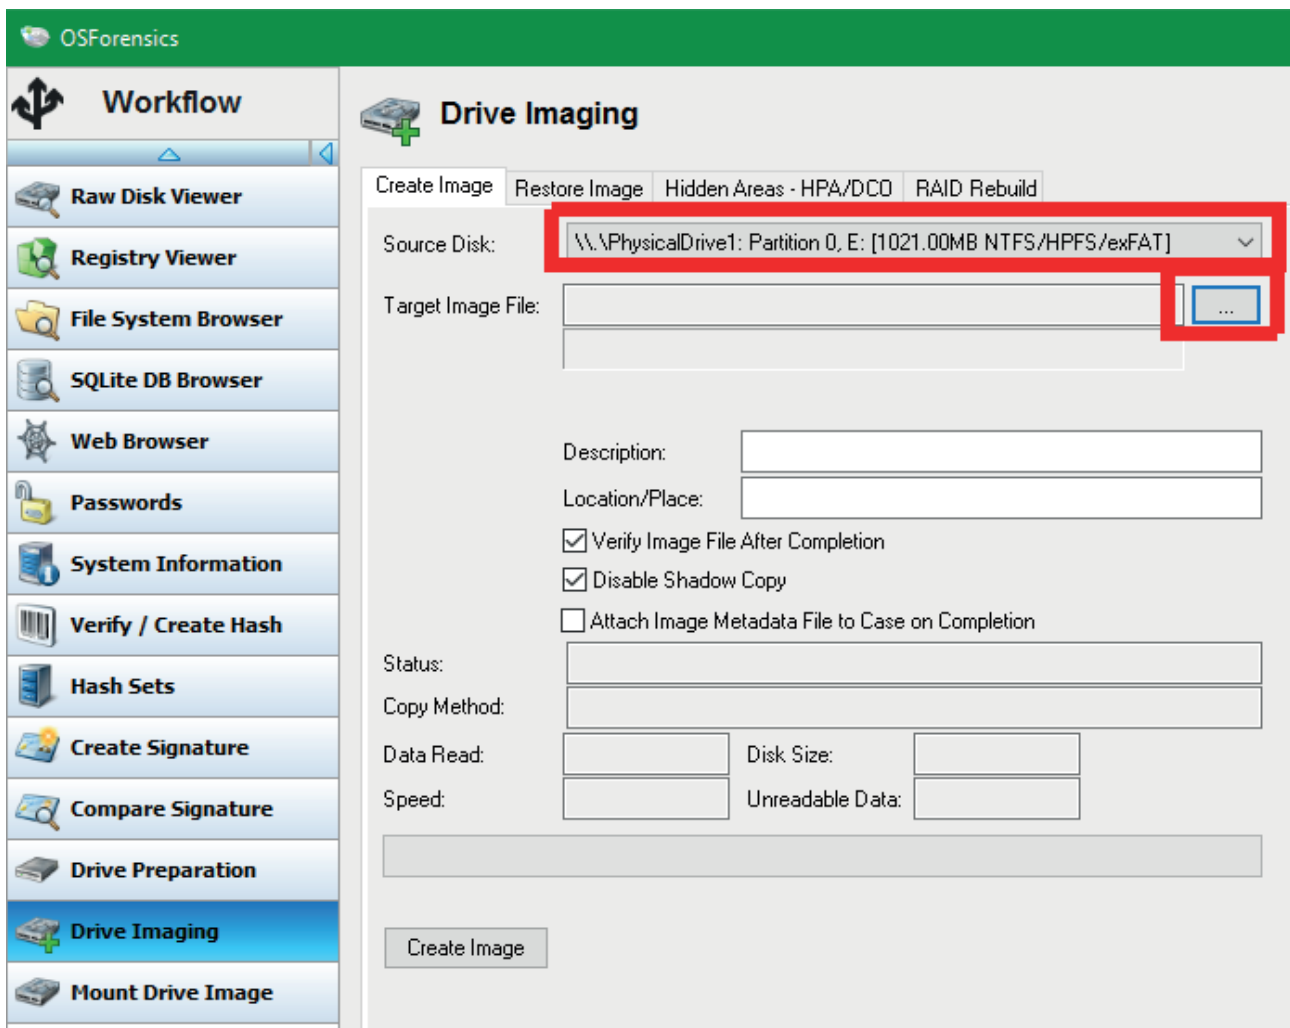 OSForensics
Workflow
Raw Disk Viewer
Registry Viewer
File System Browser
SQLite DB Browser
Web Browser
Passwords
System Information
Verify / Create Hash
Hash Sets
Create Signature
Compare Signature
Drive Preparation
Drive Imaging
Mount Drive Image
Drive Imaging
Create Image Restore Image Hidden Areas - HPA/DCO RAID Rebuild
Source Disk: \\.\PhysicalDrive1: Partition 0, E: [1021.00MB NTFS/HPFS/exFAT]
Target Image File: ...
Description:
Location/Place:
Verify Image File After Completion
Disable Shadow Copy
Attach Image Metadata File to Case on Completion
Status:
Copy Method:
Data Read: Disk Size:
Speed: Unreadable Data:
Create Image